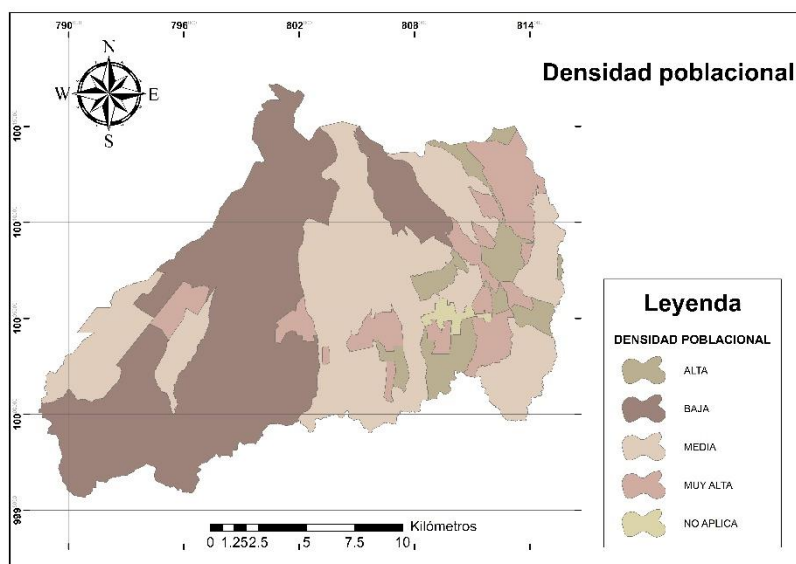 790 796 802 808 814
N
W E
S
Densidad poblacional
100
100
100
100
999
Leyenda
DENSIDAD POBLACIONAL
ALTA
BAJA
MEDIA
MUY ALTA
NO APLICA
Kilómetros
0 1.25 2.5 5 7.5 10